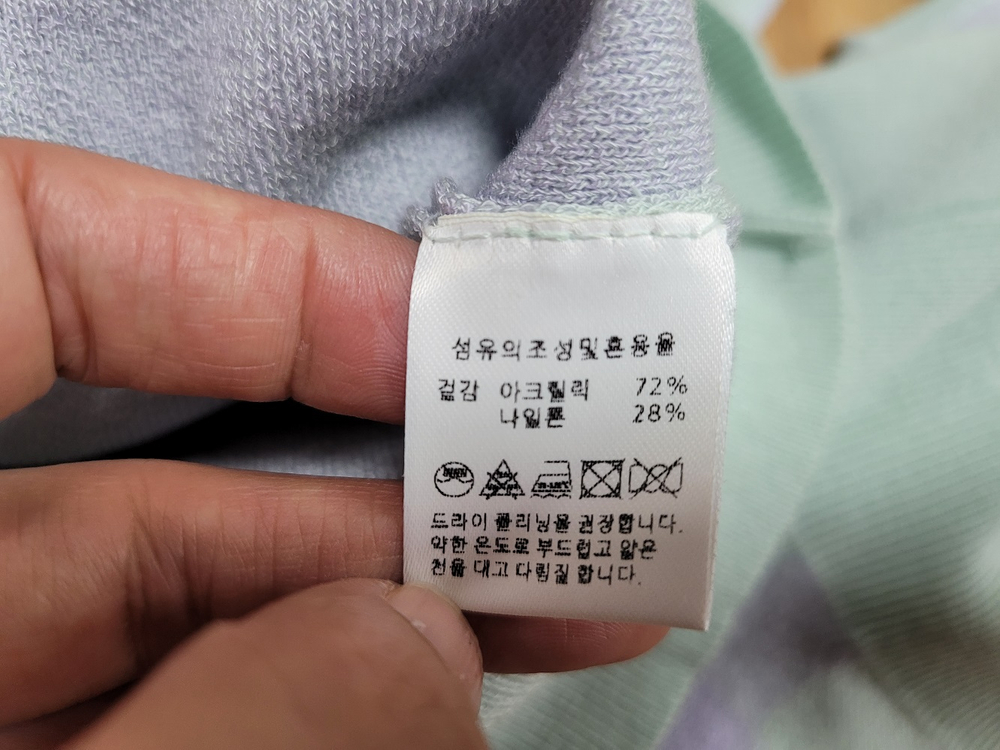 섬유의조성및혼용율
겉감 아크릴릭 72%
나일론 28%
드라이 클리닝을 권장합니다.
약한 온도로 부드럽고 얇은
천을 대고 다림질 합니다.